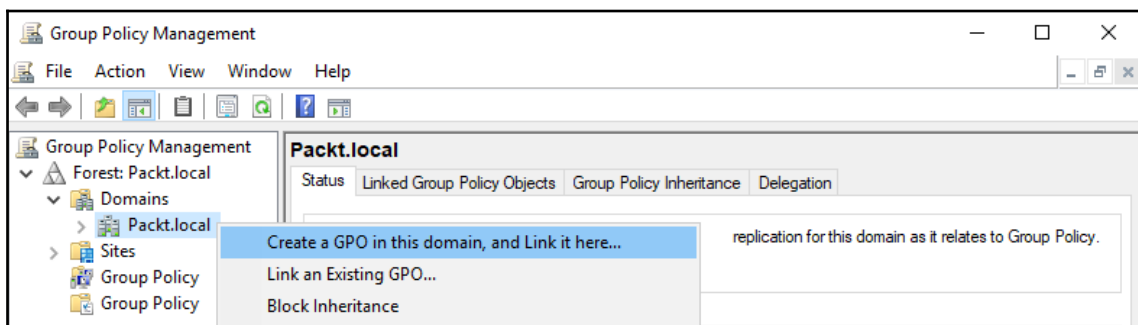 Group Policy Management
File Action View Window Help
Group Policy Management
Forest: Packt.local
Domains
Packt.local
Sites
Group Policy
Group Policy
Packt.local
Status Linked Group Policy Objects Group Policy Inheritance Delegation
replication for this domain as it relates to Group Policy.
Create a GPO in this domain, and Link it here...
Link an Existing GPO...
Block Inheritance